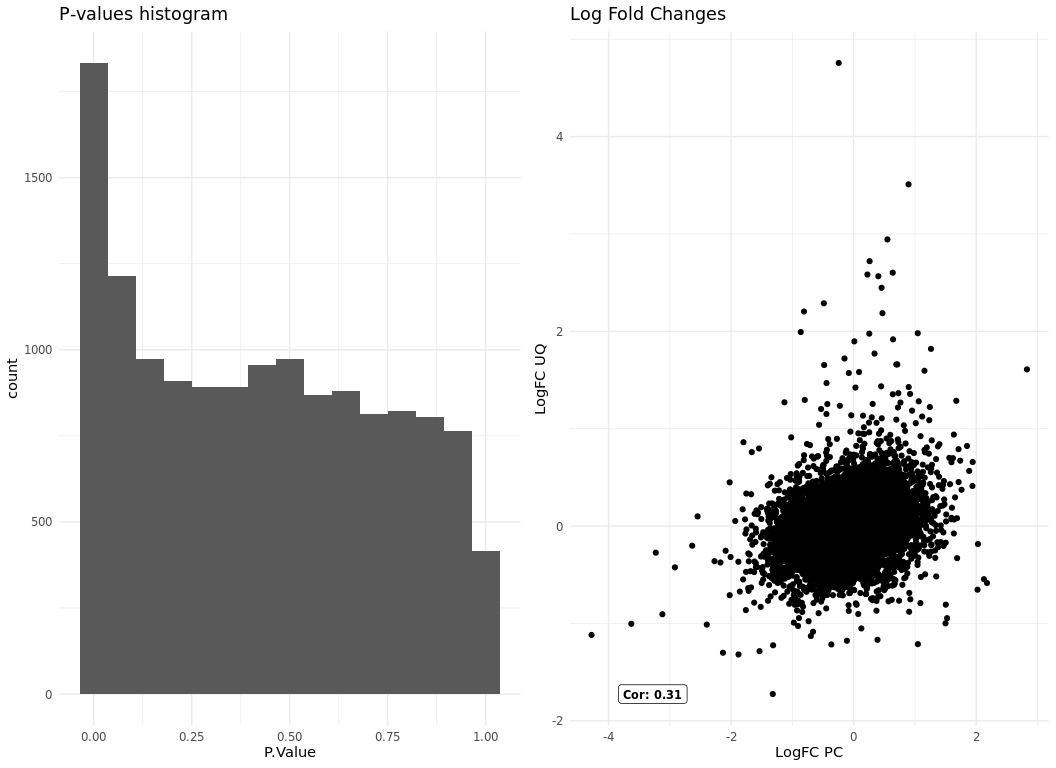 P-values histogram
count
1500
1000
500
0
0.00 0.25 0.50 0.75 1.00
P.Value
Log Fold Changes
LogFC UQ
4
2
0
-2
Cor: 0.31
-4 -2 0 2
LogFC PC